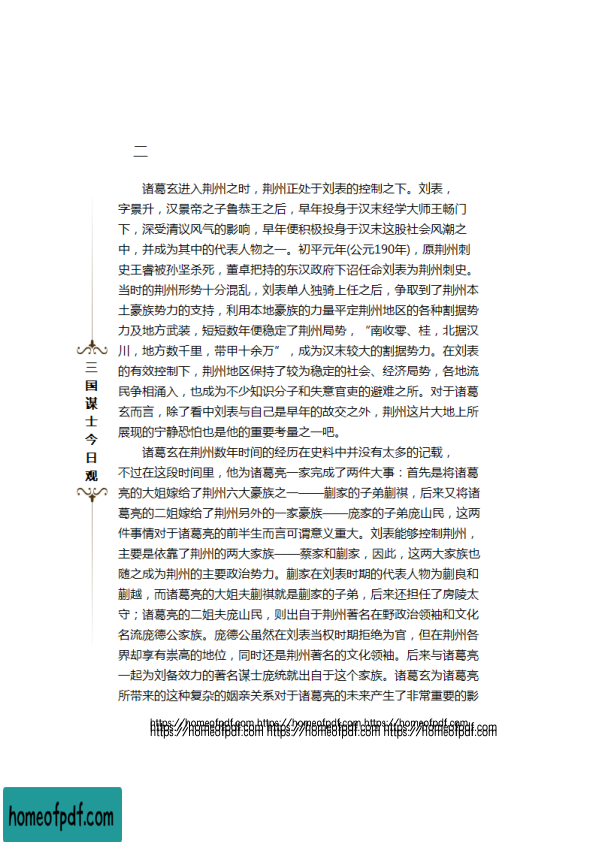 二
诸葛玄进入荆州之时，荆州正处于刘表的控制之下。刘表，
字景升，汉景帝之子鲁恭王之后，早年投身于汉末经学大师王畅门
下，深受清议风气的影响，早年便积极投身于汉末这股社会风潮之
中，并成为其中的代表人物之一。初平元年(公元190年)，原荆州刺
史王睿被孙坚杀死，董卓把持的东汉政府下诏任命刘表为荆州刺史。
当时的荆州形势十分混乱，刘表单人独骑上任之后，争取到了荆州本
土豪族势力的支持，利用本地豪族的力量平定荆州地区的各种割据势
力及地方武装，短短数年便稳定了荆州局势，“南收零、桂，北据汉
川，地方数千里，带甲十余万”，成为汉末较大的割据势力。在刘表
的有效控制下，荆州地区保持了较为稳定的社会、经济局势，各地流
民争相涌入，也成为不少知识分子和失意官吏的避难之所。对于诸葛
玄而言，除了看中刘表与自己是早年的故交之外，荆州这片大地上所
展现的宁静恐怕也是他的重要考量之一吧。
诸葛玄在荆州数年时间的经历在史料中并没有太多的记载，
不过在这段时间里，他为诸葛亮一家完成了两件大事：首先是将诸葛
亮的大姐嫁给了荆州六大豪族之一——蒯家的子弟蒯祺，后来又将诸
葛亮的二姐嫁给了荆州另外的一家豪族——庞家的子弟庞山民，这两
件事情对于诸葛亮的前半生而言可谓意义重大。刘表能够控制荆州，
主要是依靠了荆州的两大家族——蔡家和蒯家，因此，这两大家族也
随之成为荆州的主要政治势力。蒯家在刘表时期的代表人物为蒯良和
蒯越，而诸葛亮的大姐夫蒯祺就是蒯家的子弟，后来还担任了房陵太
守；诸葛亮的二姐夫庞山民，则出自于荆州著名在野政治领袖和文化
名流庞德公家族。庞德公虽然在刘表当权时期拒绝为官，但在荆州各
界却享有崇高的地位，同时还是荆州著名的文化领袖。后来与诸葛亮
一起为刘备效力的著名谋士庞统就出自于这个家族。诸葛玄为诸葛亮
所带来的这种复杂的姻亲关系对于诸葛亮的未来产生了非常重要的影
三国谋士今日观
https://homeofpdf.com https://homeofpdf.com https://homeofpdf.com
https://homeofpdf.com https://homeofpdf.com https://homeofpdf.com
homeofpdf.com